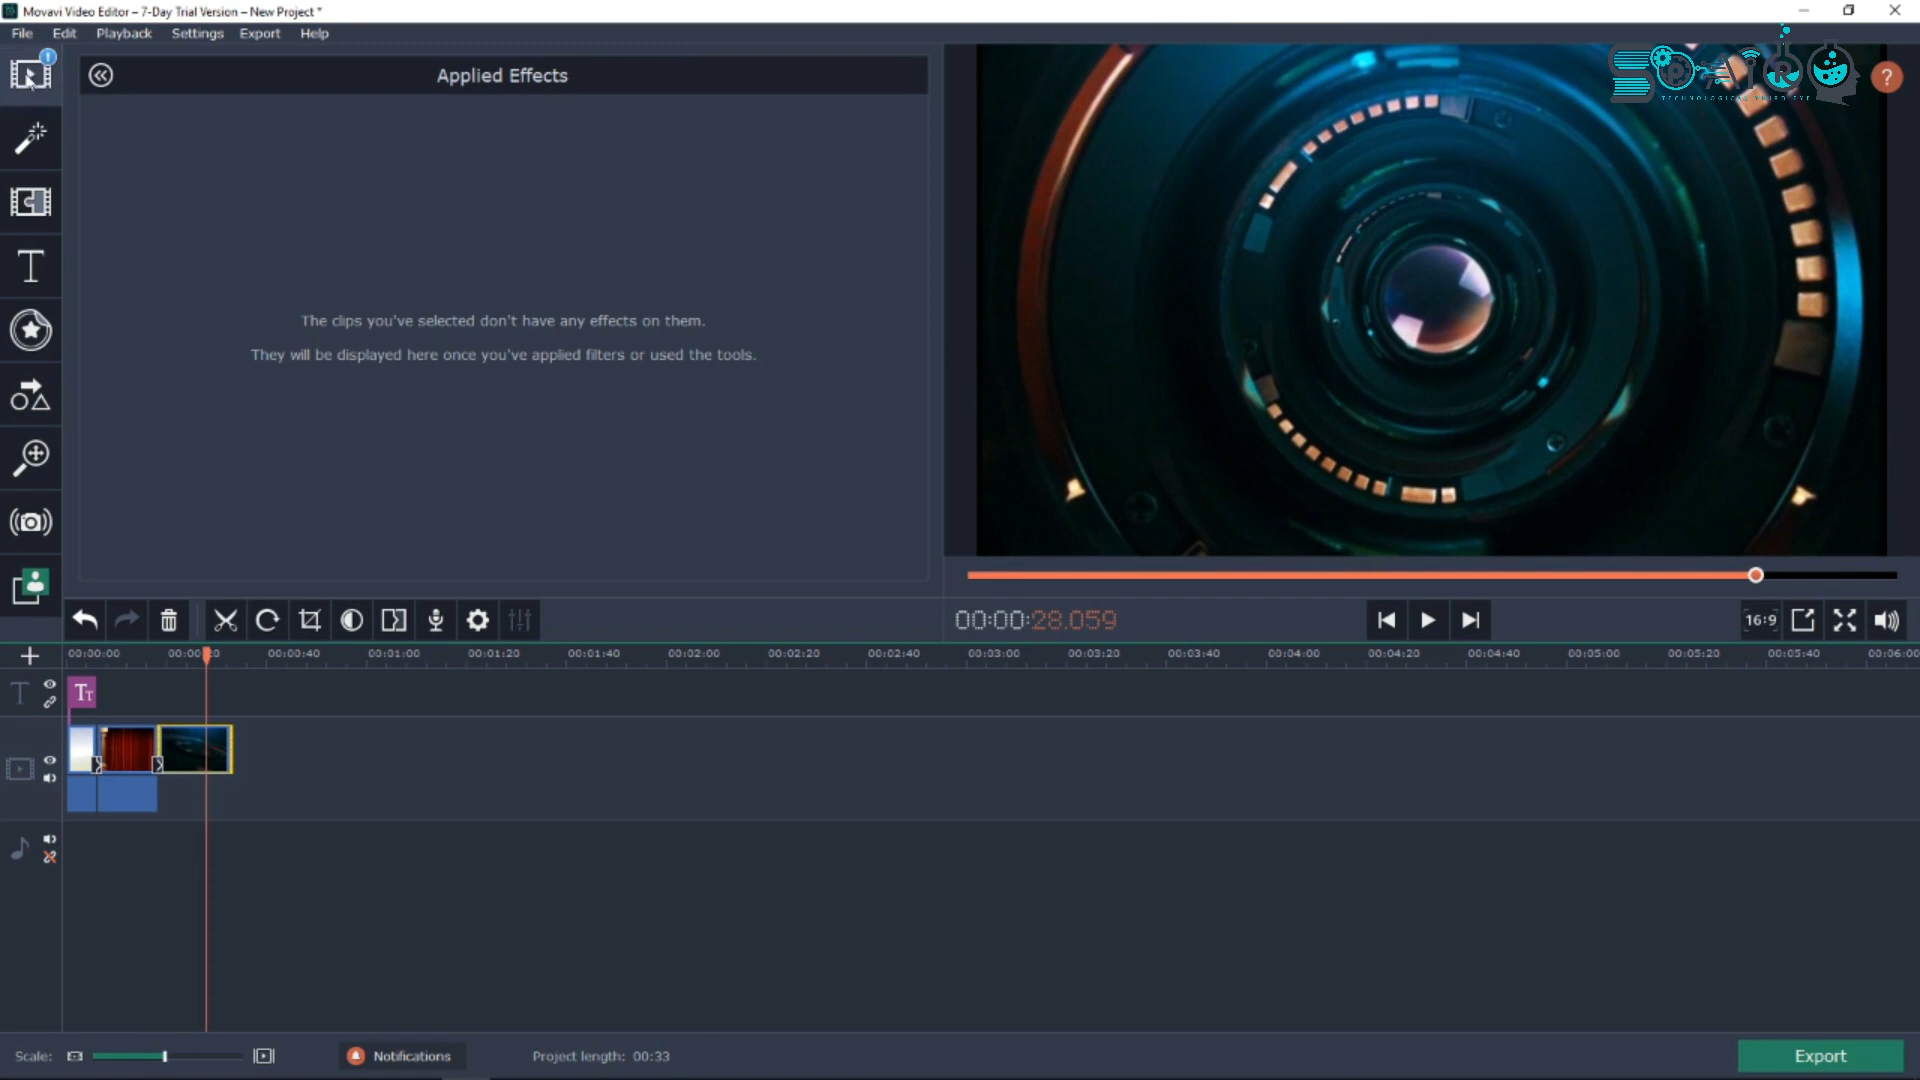 Movavi Video Editor – 7-Day Trial Version – New Project *
File Edit Playback Settings Export Help
Applied Effects
?
TECHNOLOGICAL THIRD EYE
The clips you've selected don't have any effects on them.
They will be displayed here once you've applied filters or used the tools.
00:00:28.059
16:9
00:00:00 00:00:40 00:01:00 00:01:20 00:01:40 00:02:00 00:02:20 00:02:40 00:03:00 00:03:20 00:03:40 00:04:00 00:04:20 00:04:40 00:05:00 00:05:20 00:05:40 00:06:00
Scale: Notifications Project length: 00:33 Export